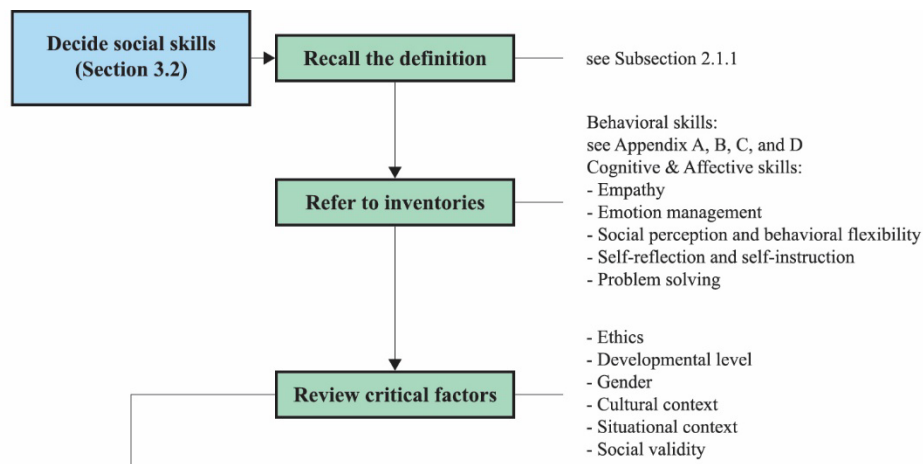 Decide social skills
(Section 3.2)
Recall the definition
see Subsection 2.1.1
Behavioral skills:
see Appendix A, B, C, and D
Cognitive & Affective skills:
- Empathy
- Emotion management
- Social perception and behavioral flexibility
- Self-reflection and self-instruction
- Problem solving
Refer to inventories
- Ethics
- Developmental level
- Gender
- Cultural context
- Situational context
- Social validity
Review critical factors